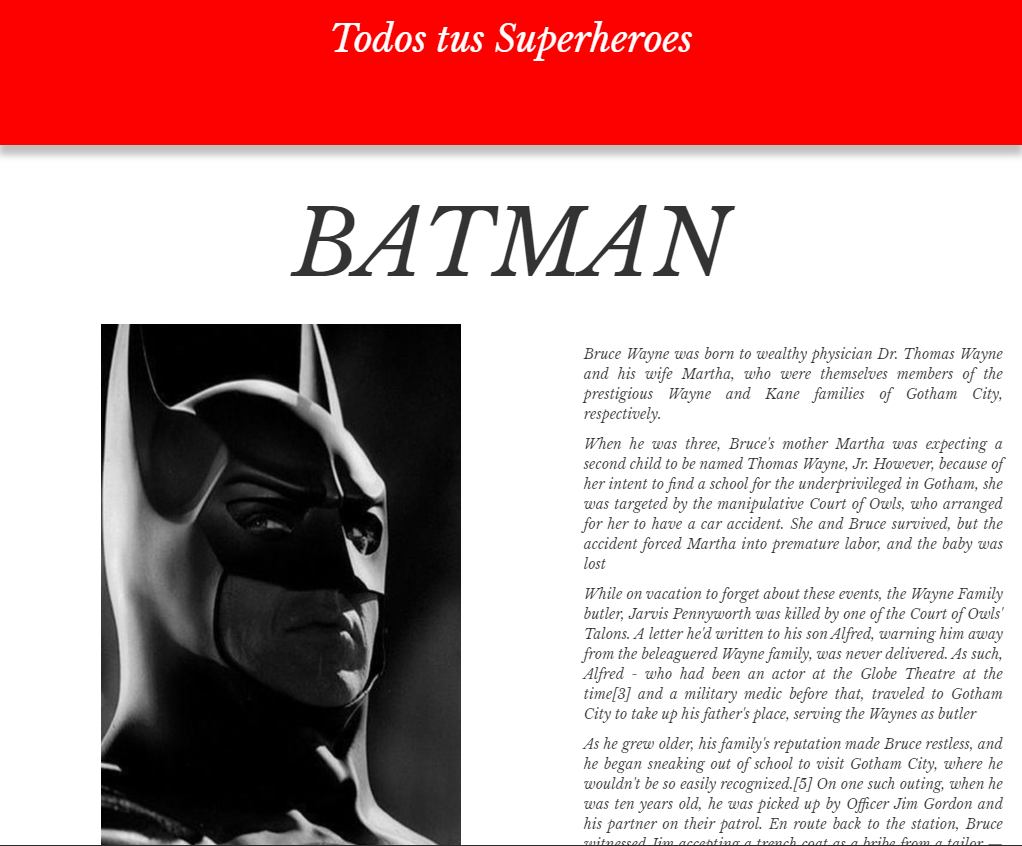 Todos tus Superheroes
BATMAN
Bruce Wayne was born to wealthy physician Dr. Thomas Wayne
and his wife Martha, who were themselves members of the
prestigious Wayne and Kane families of Gotham City,
respectively.
When he was three, Bruce's mother Martha was expecting a
second child to be named Thomas Wayne, Jr. However, because of
her intent to find a school for the underprivileged in Gotham, she
was targeted by the manipulative Court of Owls, who arranged
for her to have a car accident. She and Bruce survived, but the
accident forced Martha into premature labor, and the baby was
lost
While on vacation to forget about these events, the Wayne Family
butler, Jarvis Pennyworth was killed by one of the Court of Owls'
Talons. A letter he'd written to his son Alfred, warning him away
from the beleaguered Wayne family, was never delivered. As such,
Alfred - who had been an actor at the Globe Theatre at the
time[3] and a military medic before that, traveled to Gotham
City to take up his father's place, serving the Waynes as butler
As he grew older, his family's reputation made Bruce restless, and
he began sneaking out of school to visit Gotham City, where he
wouldn't be so easily recognized.[5] On one such outing, when he
was ten years old, he was picked up by Officer Jim Gordon and
his partner on their patrol. En route back to the station, Bruce
witnessed Jim accepting a trench coat as a bribe from a tailor —